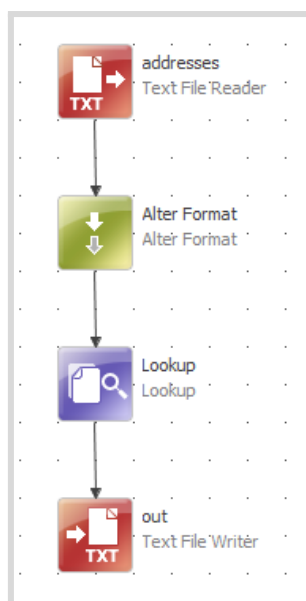 addresses
Text File Reader
TXT
Alter Format
Alter Format
Lookup
Lookup
out
Text File Writer
TXT